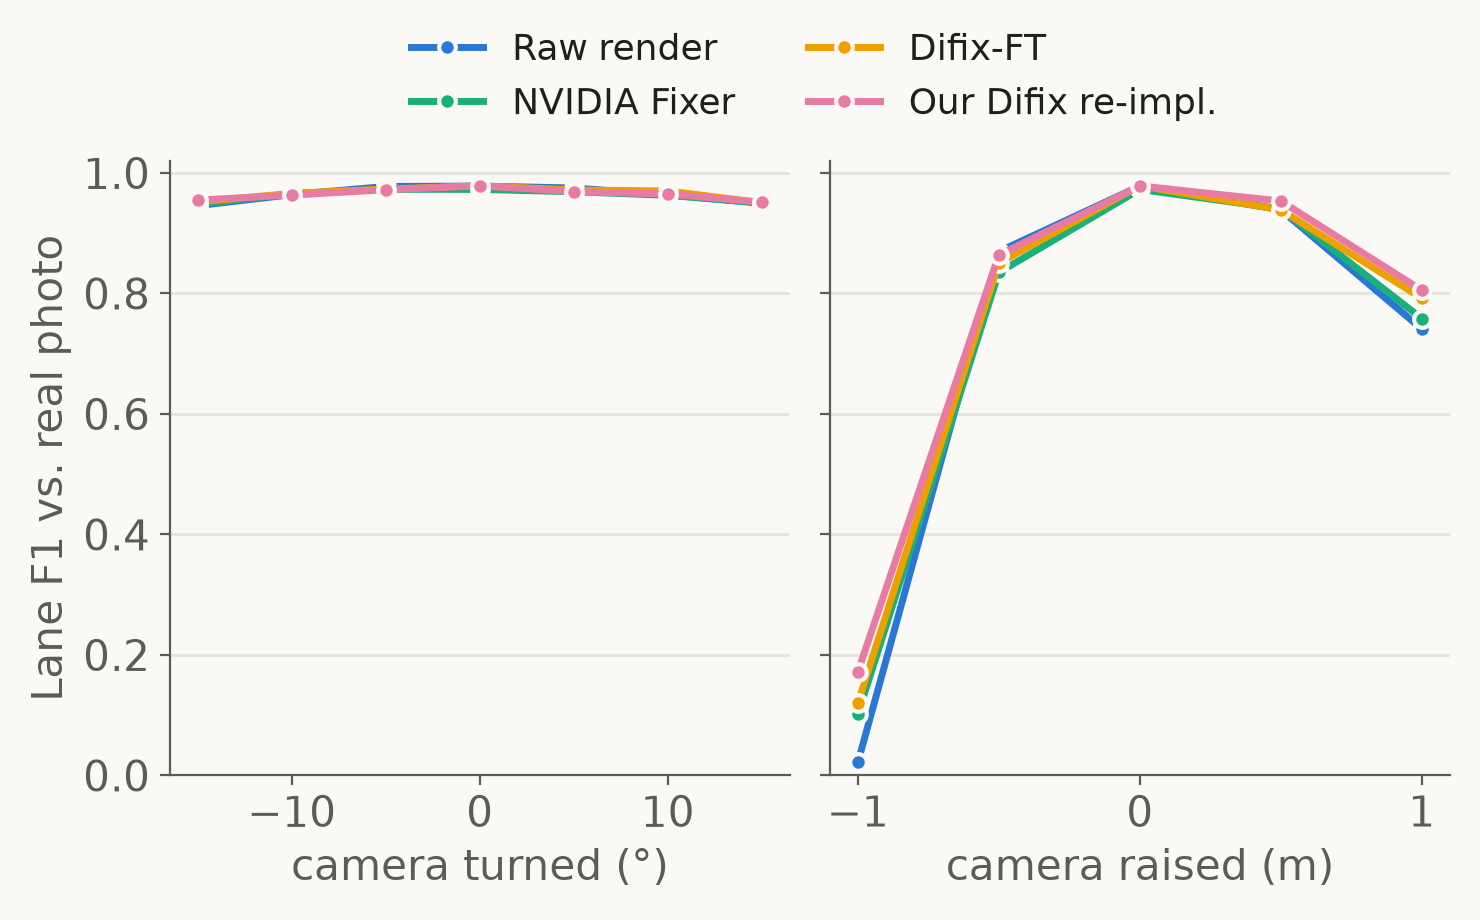 Raw render
Difix-FT
NVIDIA Fixer
Our Difix re-impl.
Lane F1 vs. real photo
1.0
0.8
0.6
0.4
0.2
0.0
−10
0
10
camera turned (°)
−1
0
1
camera raised (m)